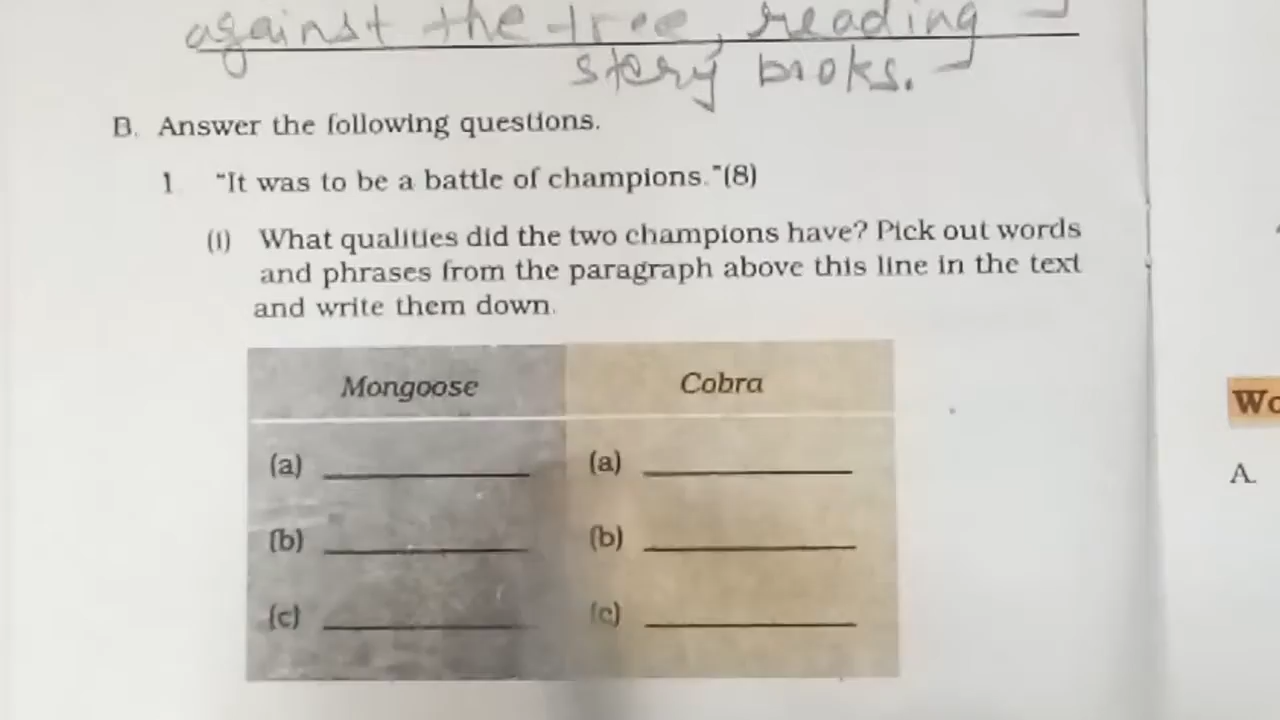 against the tree, reading
story books.
B. Answer the following questions.
1 "It was to be a battle of champions."(8)
(i) What qualities did the two champions have? Pick out words
and phrases from the paragraph above this line in the text
and write them down.
Mongoose Cobra
(a) (a)
(b) (b)
(c) (c)
Wo
A.